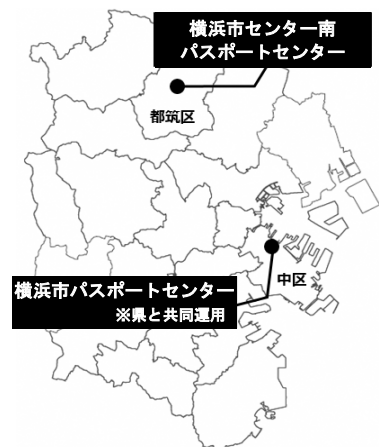 横浜市センター南
パスポートセンター
都筑区
中区
横浜市パスポートセンター
※県と共同運用